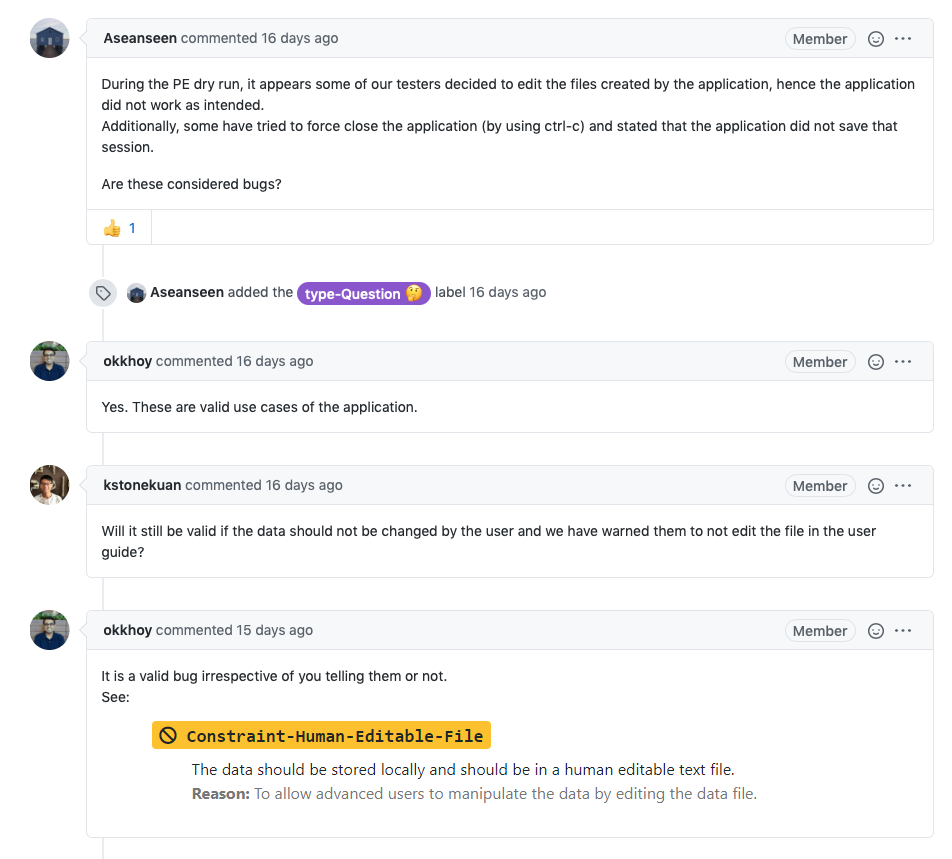 Aseanseen commented 16 days ago Member
During the PE dry run, it appears some of our testers decided to edit the files created by the application, hence the application
did not work as intended.
Additionally, some have tried to force close the application (by using ctrl-c) and stated that the application did not save that
session.
Are these considered bugs?
👍 1
Aseanseen added the type-Question 🤔 label 16 days ago
okkhoy commented 16 days ago Member
Yes. These are valid use cases of the application.
kstonekuan commented 16 days ago Member
Will it still be valid if the data should not be changed by the user and we have warned them to not edit the file in the user
guide?
okkhoy commented 15 days ago Member
It is a valid bug irrespective of you telling them or not.
See:
Constraint-Human-Editable-File
The data should be stored locally and should be in a human editable text file.
Reason: To allow advanced users to manipulate the data by editing the data file.